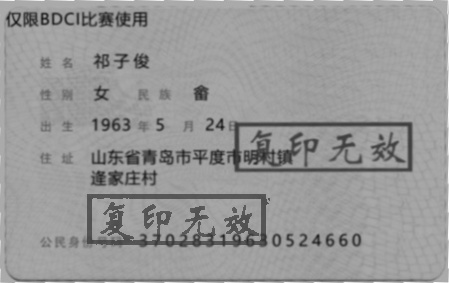 仅限BDCI比赛使用
姓名 祁子俊
性别 女 民族 畲
出生 1963 年 5 月 24 日
住址 山东省青岛市平度市明村镇
逄家庄村
复印无效
复印无效
公民身份号码 370283196305244660